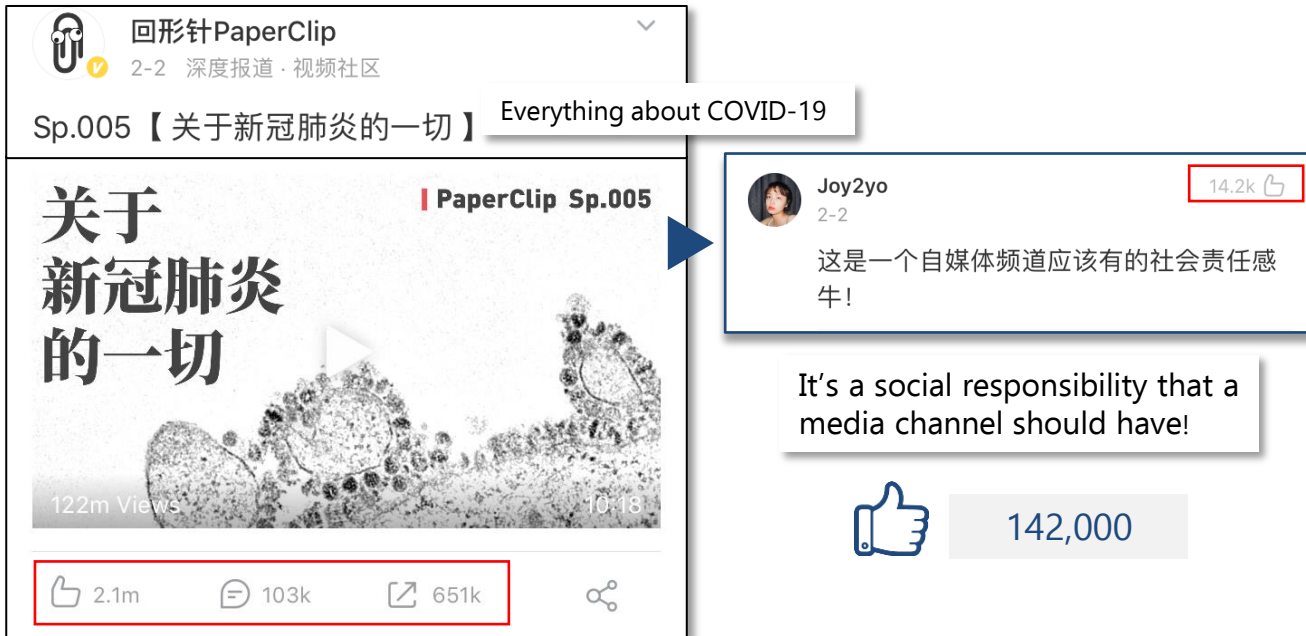 回形针PaperClip
2-2 深度报道 · 视频社区
Sp.005【 关于新冠肺炎的一切 】
Everything about COVID-19
PaperClip Sp.005
关于
新冠肺炎
的一切
122m Views
10:18
2.1m
103k
651k
Joy2yo
14.2k
2-2
这是一个自媒体频道应该有的社会责任感
牛!
It's a social responsibility that a
media channel should have!
142,000